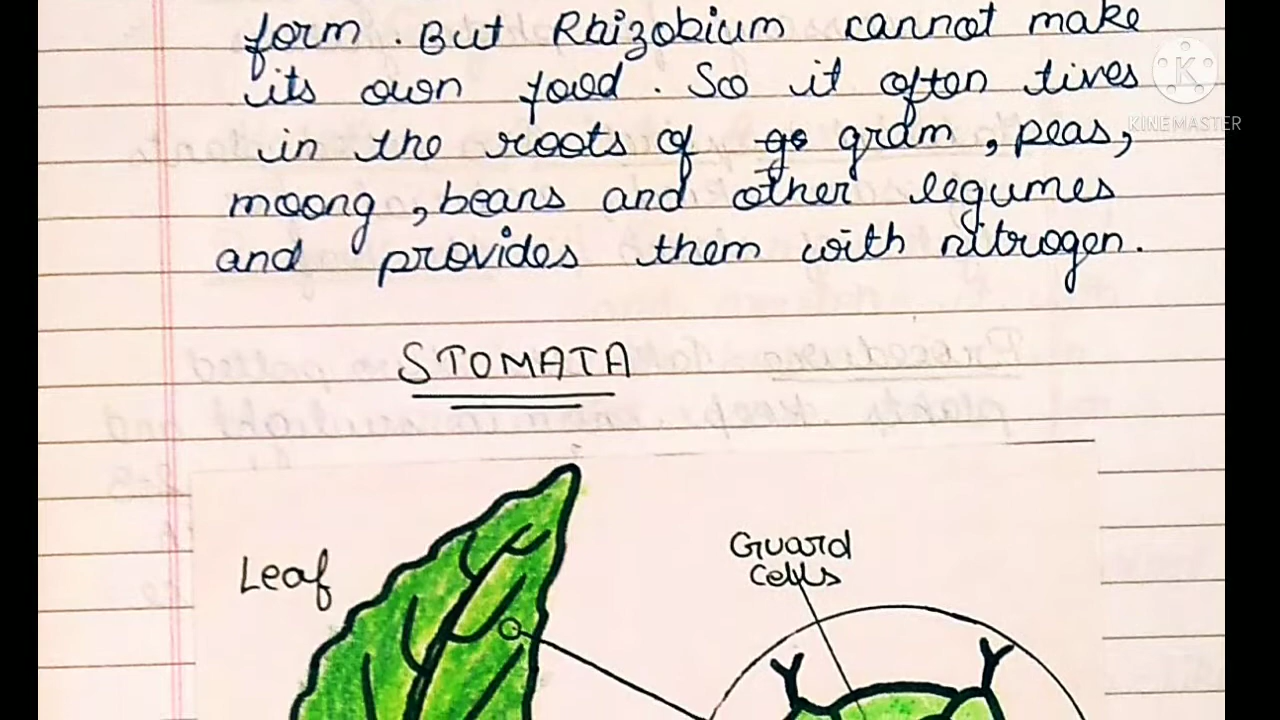 form. But Rhizobium cannot make
its own food. So it often lives
in the roots of gram, peas,
moong, beans and other legumes
and provides them with nitrogen.
STOMATA
Leaf
Guard
Cells
KINEMASTER